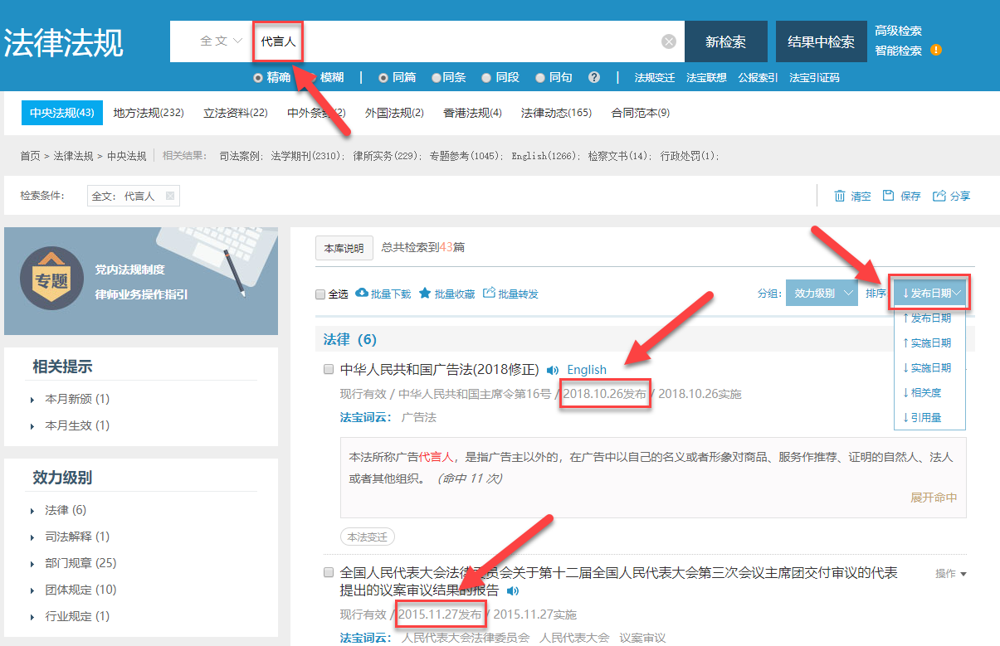 法律法规
全文 代言人
新检索
结果中检索
高级检索
智能检索
精确 模糊 | 同篇 同条 同段 同句 ? | 法规变迁 法宝联想 公报索引 法宝引证码
中央法规(43) 地方法规(232) 立法资料(22) 中外条约(2) 外国法规(2) 香港法规(4) 法律动态(165) 合同范本(9)
首页 > 法律法规 > 中央法规 | 相关结果： 司法案例; 法学期刊(2310); 律所实务(229); 专题参考(1045); English(1266); 检察文书(14); 行政处罚(1);
检索条件： 全文： 代言人
清空 保存 分享
专题
党内法规制度
律师业务操作指引
相关提示
本月新颁 (1)
本月生效 (1)
效力级别
法律 (6)
司法解释 (1)
部门规章 (25)
团体规定 (10)
行业规定 (1)
本库说明 总共检索到43篇
全选 批量下载 批量收藏 批量转发
分组： 效力级别 排序 ↓发布日期
↑发布日期
↑实施日期
↓实施日期
↓相关度
↓引用量
法律（6）
中华人民共和国广告法(2018修正) English
现行有效 / 中华人民共和国主席令第16号 / 2018.10.26发布 / 2018.10.26实施
法宝词云： 广告法
本法所称广告代言人，是指广告主以外的，在广告中以自己的名义或者形象对商品、服务作推荐、证明的自然人、法人
或者其他组织。（命中 11 次）
展开命中
本法变迁
全国人民代表大会法律委员会关于第十二届全国人民代表大会第三次会议主席团交付审议的代表
提出的议案审议结果的报告
操作
现行有效 / 2015.11.27发布 / 2015.11.27实施
法宝词云： 人民代表大会法律委员会 人民代表大会 议案审议